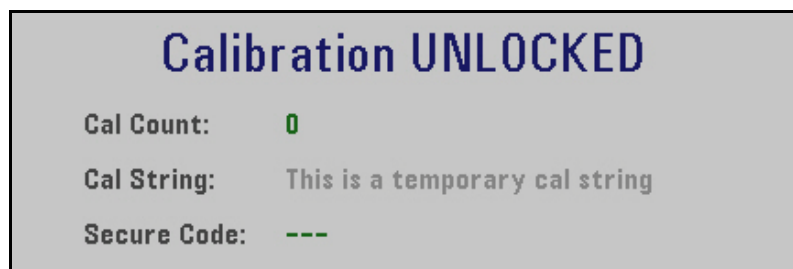 Calibration UNLOCKED
Cal Count: 0
Cal String: This is a temporary cal string
Secure Code: ---